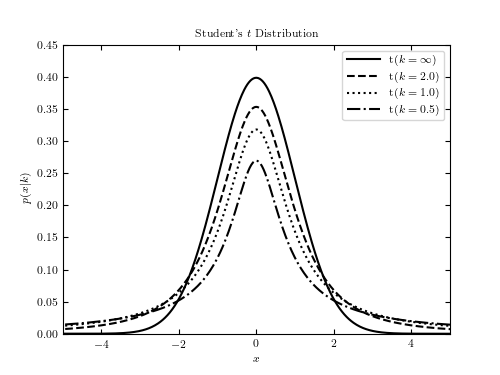 Student's t Distribution
0.45
0.40
0.35
0.30
0.25
0.20
0.15
0.10
0.05
0.00
p(x|k)
t(k = ∞)
t(k = 2.0)
t(k = 1.0)
t(k = 0.5)
−4 −2 0 2 4
x